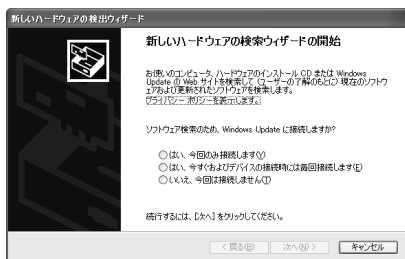 新しいハードウェアの検出ウィザード
新しいハードウェアの検索ウィザードの開始
お使いのコンピュータ、ハードウェアのインストール CD または Windows
Update の Web サイトを検索して (ユーザーの了解のもとに) 現在のソフトウ
ェアおよび更新されたソフトウェアを検索します。
プライバシー ポリシーを表示します。
ソフトウェア検索のため、Windows Update に接続しますか?
はい、今回のみ接続します(Y)
はい、今すぐおよびデバイスの接続時には毎回接続します(E)
いいえ、今回は接続しません(T)
続行するには、[次へ] をクリックしてください。
< 戻る(B)
次へ(N) >
キャンセル